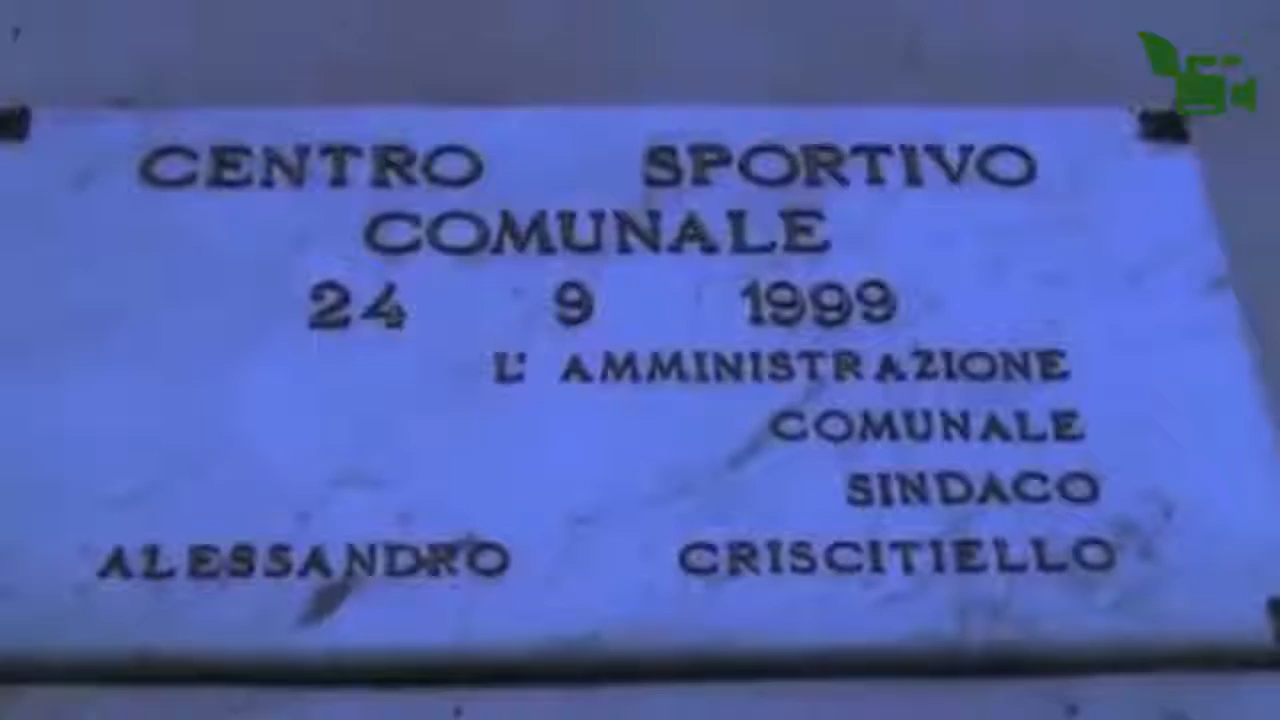 CENTRO SPORTIVO
COMUNALE
24 9 1999
L' AMMINISTRAZIONE
COMUNALE
SINDACO
ALESSANDRO CRISCITIELLO